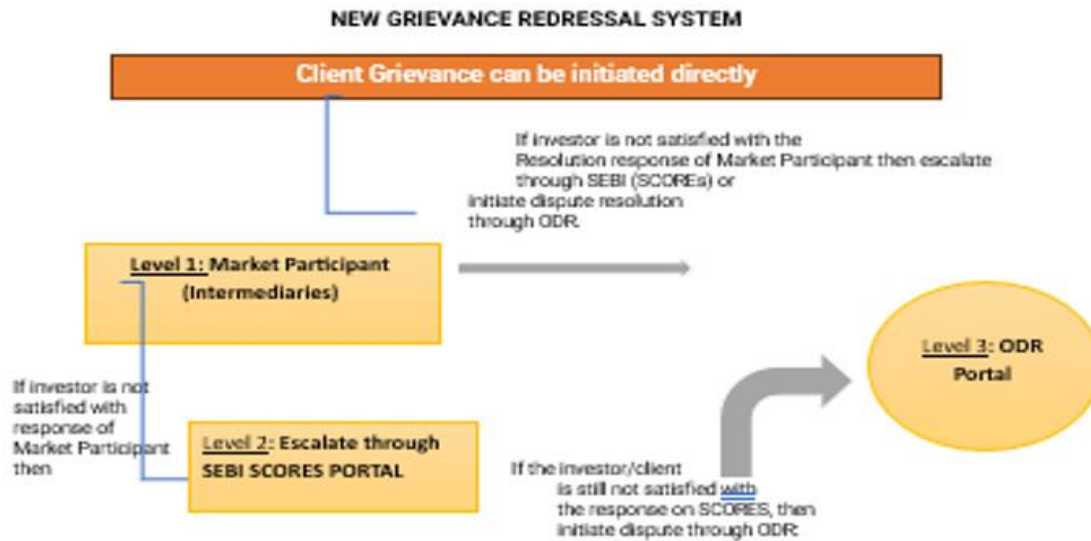 NEW GRIEVANCE REDRESSAL SYSTEM
Client Grievance can be initiated directly
If investor is not satisfied with the
Resolution response of Market Participant then escalate
through SEBI (SCOREs) or
initiate dispute resolution
through ODR.
Level 1: Market Participant
(Intermediaries)
Level 3: ODR
Portal
If investor is not
satisfied with
response of
Market Participant
then
Level 2: Escalate through
SEBI SCORES PORTAL
If the investor/client
is still not satisfied with
the response on SCORES, then
initiate dispute through ODR: